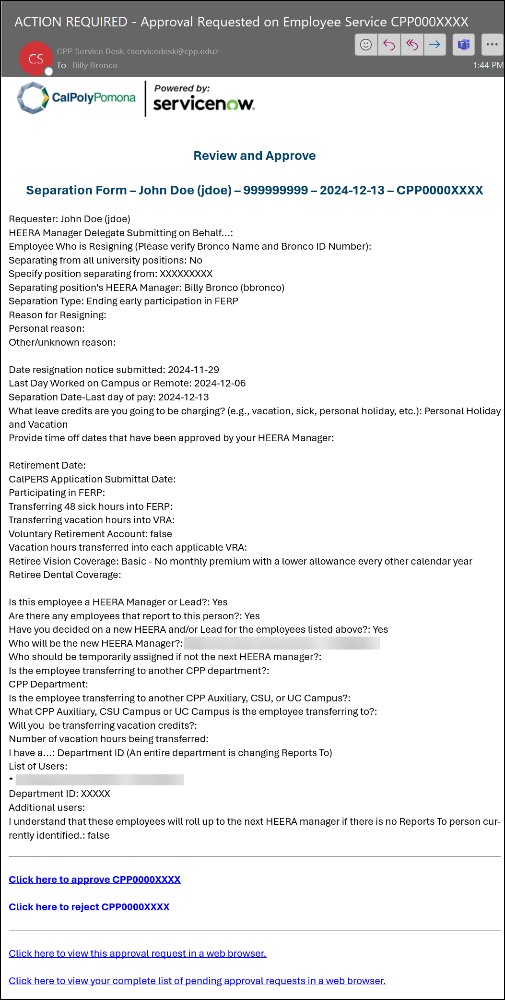 ACTION REQUIRED - Approval Requested on Employee Service CPP000XXXX
CS
CPP Service Desk <servicedesk@cpp.edu>
To Billy Bronco
1:44 PM
CalPolyPomona
Powered by:
servicenow.
Review and Approve
Separation Form – John Doe (jdoe) – 999999999 – 2024-12-13 – CPP0000XXXX
Requester: John Doe (jdoe)
HEERA Manager Delegate Submitting on Behalf...:
Employee Who is Resigning (Please verify Bronco Name and Bronco ID Number):
Separating from all university positions: No
Specify position separating from: XXXXXXXXX
Separating position's HEERA Manager: Billy Bronco (bbronco)
Separation Type: Ending early participation in FERP
Reason for Resigning:
Personal reason:
Other/unknown reason:
Date resignation notice submitted: 2024-11-29
Last Day Worked on Campus or Remote: 2024-12-06
Separation Date-Last day of pay: 2024-12-13
What leave credits are you going to be charging? (e.g., vacation, sick, personal holiday, etc.): Personal Holiday
and Vacation
Provide time off dates that have been approved by your HEERA Manager:
Retirement Date:
CalPERS Application Submittal Date:
Participating in FERP:
Transferring 48 sick hours into FERP:
Transferring vacation hours into VRA:
Voluntary Retirement Account: false
Vacation hours transferred into each applicable VRA:
Retiree Vision Coverage: Basic - No monthly premium with a lower allowance every other calendar year
Retiree Dental Coverage:
Is this employee a HEERA Manager or Lead?: Yes
Are there any employees that report to this person?: Yes
Have you decided on a new HEERA and/or Lead for the employees listed above?: Yes
Who will be the new HEERA Manager?:
Who should be temporarily assigned if not the next HEERA manager?:
Is the employee transferring to another CPP department?:
CPP Department:
Is the employee transferring to another CPP Auxiliary, CSU, or UC Campus?:
What CPP Auxiliary, CSU Campus or UC Campus is the employee transferring to?:
Will you  be transferring vacation credits?:
Number of vacation hours being transferred:
I have a...: Department ID (An entire department is changing Reports To)
List of Users:
*
Department ID: XXXXX
Additional users:
I understand that these employees will roll up to the next HEERA manager if there is no Reports To person cur-
rently identified.: false
Click here to approve CPP0000XXXX
Click here to reject CPP0000XXXX
Click here to view this approval request in a web browser.
Click here to view your complete list of pending approval requests in a web browser.